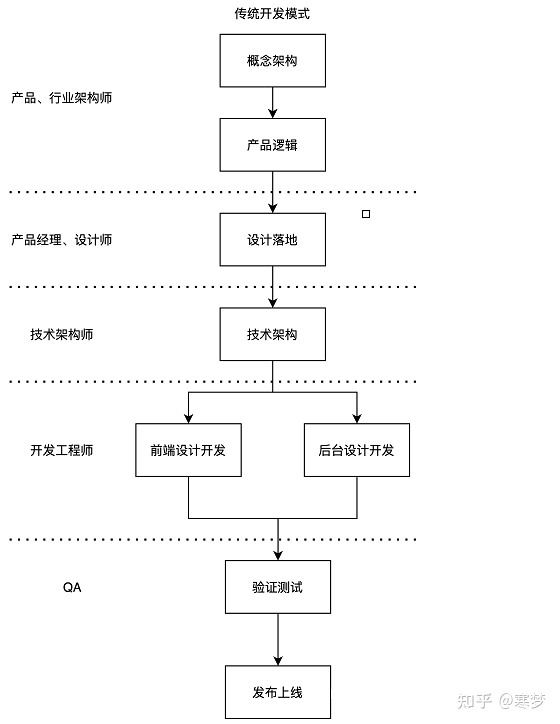 传统开发模式
概念架构
产品、行业架构师
产品逻辑
产品经理、设计师
设计落地
技术架构师
技术架构
开发工程师
前端设计开发
后台设计开发
QA
验证测试
发布上线
知乎 @寒梦